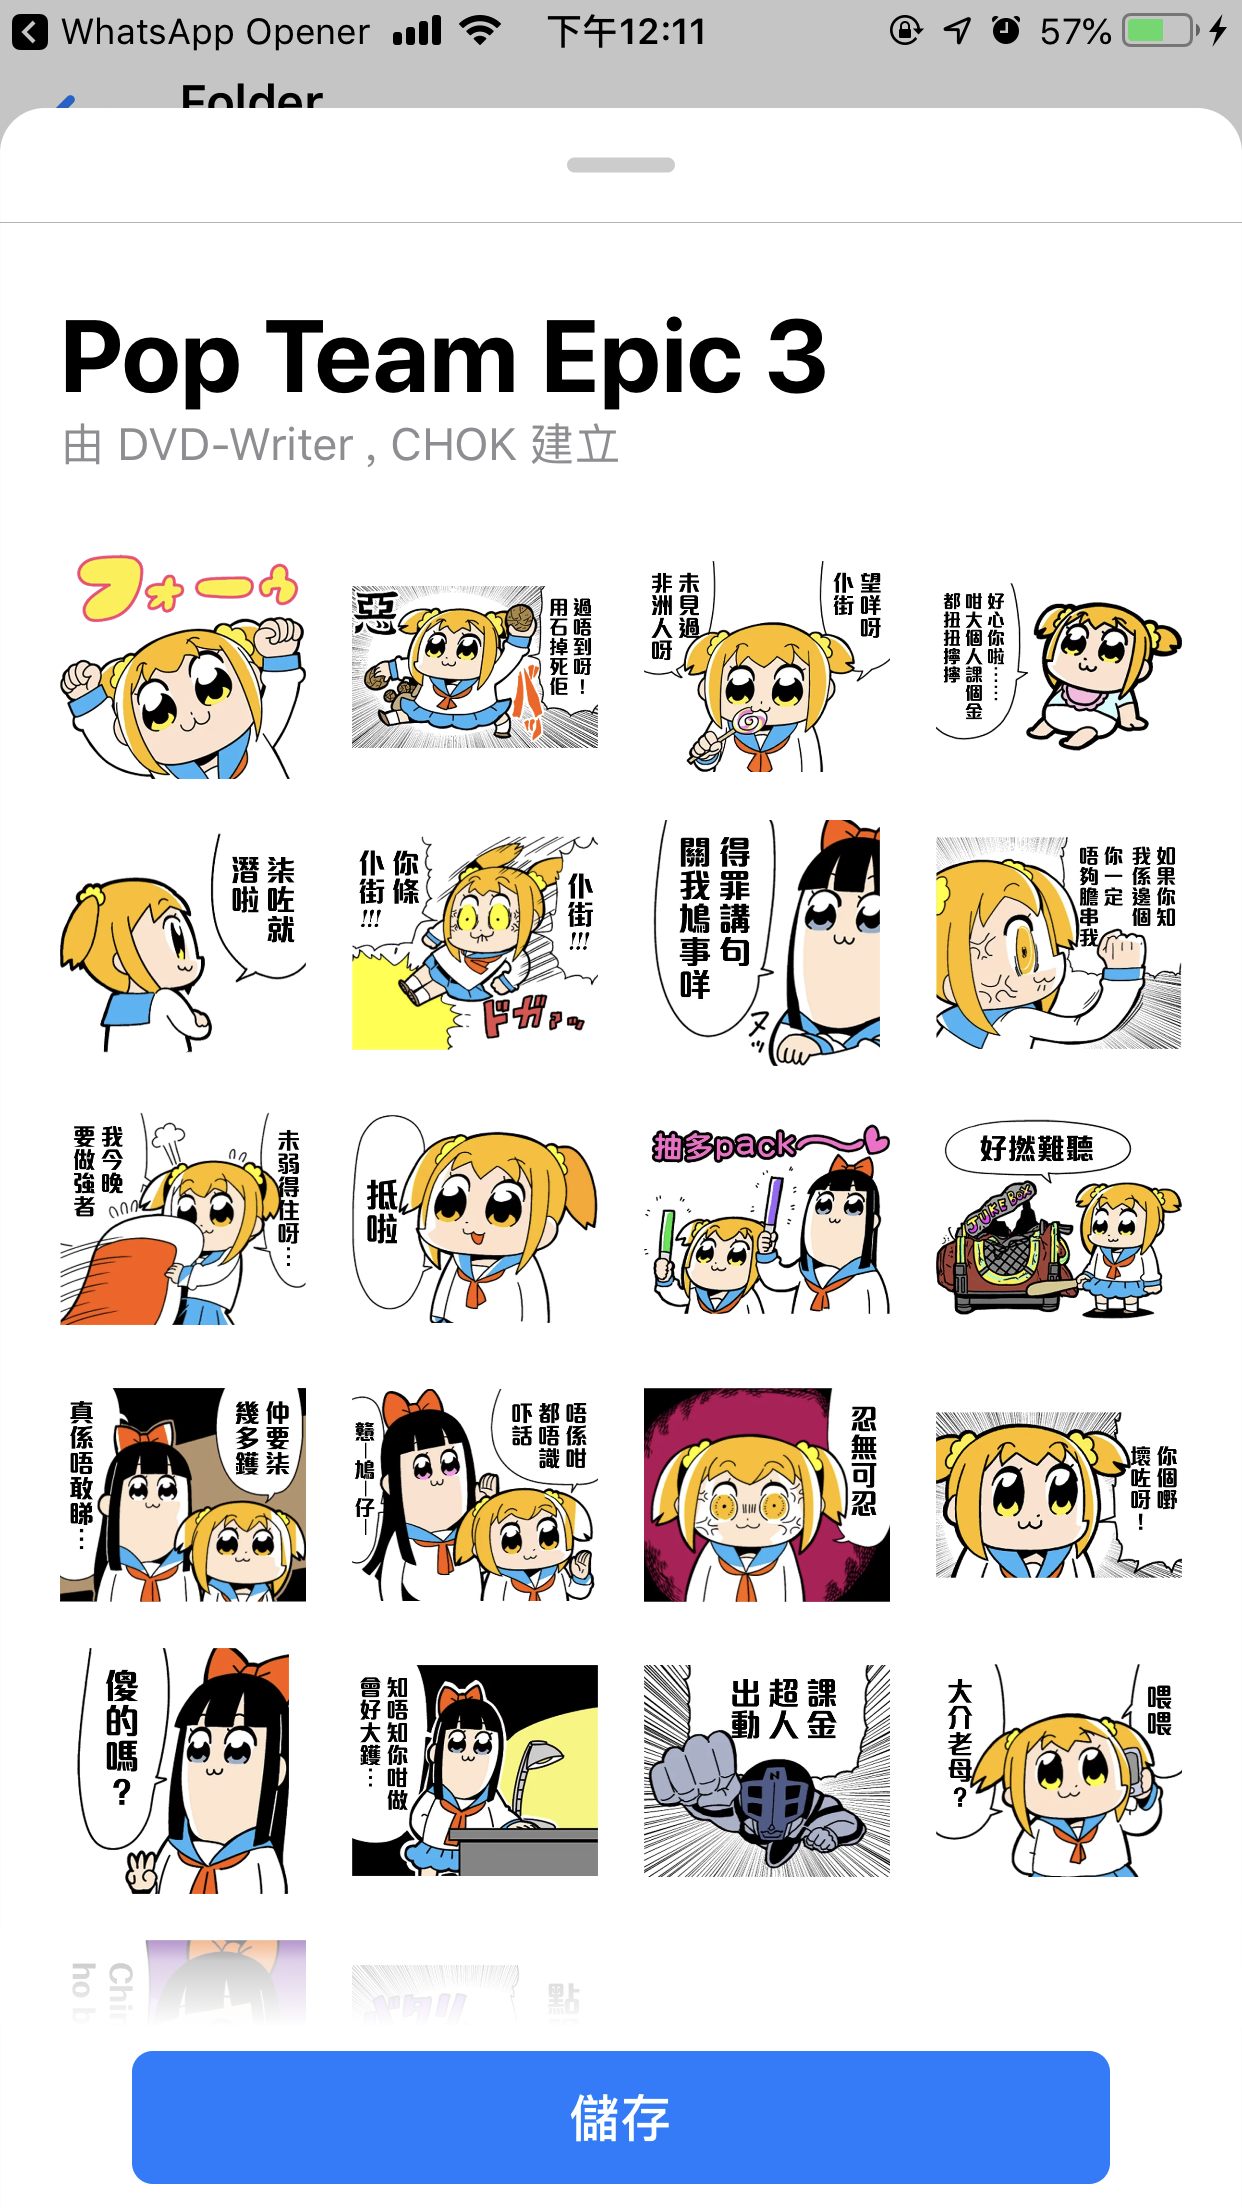 WhatsApp Opener
下午12:11
57%
Folder
Pop Team Epic 3
由 DVD-Writer , CHOK 建立
フォーゥ
惡
過唔到呀！
用石掉死佢
バッ
望咩呀
仆街
未見過
非洲人呀
好心你啦……
咁大個人課個金
都扭扭擰擰
柒咗就
潛啦
仆街!!!
你條
仆街!!!
ドガァッ
得罪講句
關我鳩事咩
ヌッ
如果你知
我係邊個
你一定
唔夠膽串我
未弱得住呀…
我今晚
要做強者
抵啦
抽多pack
好撚難聽
JUKEBOX
仲要柒
幾多鑊
真係唔敢睇…
唔係咁
都唔識
吓話
戇─鳩─仔─
忍無可忍
你個嘢
壞咗呀！
傻的嗎？
知唔知你咁做
會好大鑊…
課金
超人
出動
N
喂喂
大介老母？
點
儲存